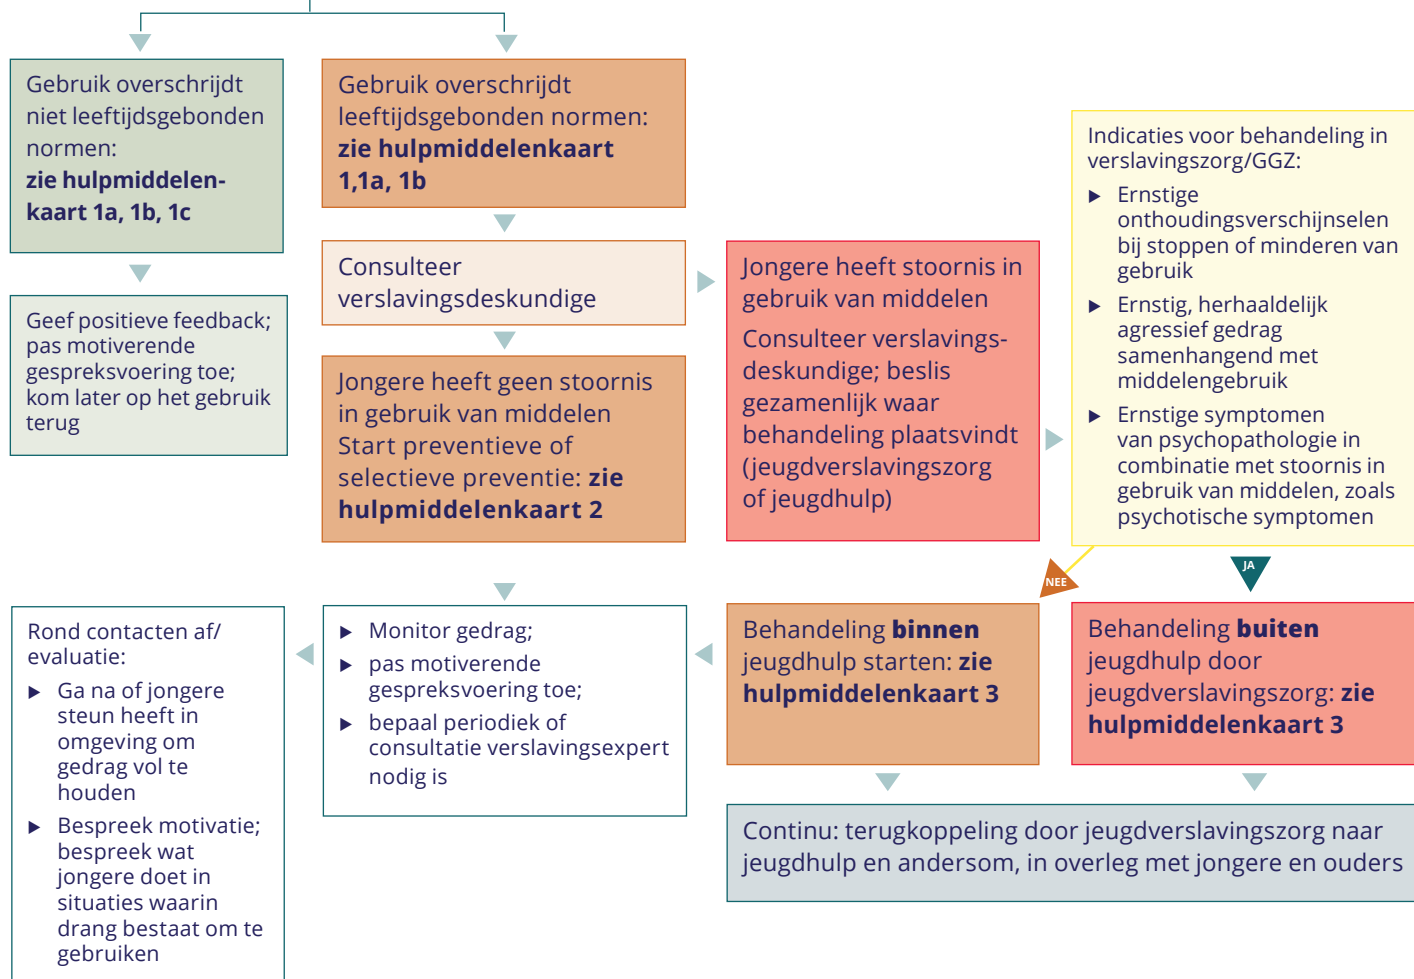 Gebruik overschrijdt
niet leeftijdsgebonden
normen:
zie hulpmiddelen-
kaart 1a, 1b, 1c
Geef positieve feedback;
pas motiverende
gespreksvoering toe;
kom later op het gebruik
terug
Gebruik overschrijdt
leeftijdsgebonden normen:
zie hulpmiddelenkaart
1,1a, 1b
Consulteer
verslavingsdeskundige
Jongere heeft geen stoornis
in gebruik van middelen
Start preventieve of
selectieve preventie: zie
hulpmiddelenkaart 2
Jongere heeft stoornis in
gebruik van middelen
Consulteer verslavings-
deskundige; beslis
gezamenlijk waar
behandeling plaatsvindt
(jeugdverslavingszorg
of jeugdhulp)
Indicaties voor behandeling in
verslavingszorg/GGZ:
▶ Ernstige
onthoudingsverschijnselen
bij stoppen of minderen van
gebruik
▶ Ernstig, herhaaldelijk
agressief gedrag
samenhangend met
middelengebruik
▶ Ernstige symptomen
van psychopathologie in
combinatie met stoornis in
gebruik van middelen, zoals
psychotische symptomen
NEE
JA
Behandeling binnen
jeugdhulp starten: zie
hulpmiddelenkaart 3
Behandeling buiten
jeugdhulp door
jeugdverslavingszorg: zie
hulpmiddelenkaart 3
▶ Monitor gedrag;
▶ pas motiverende
gespreksvoering toe;
▶ bepaal periodiek of
consultatie verslavingsexpert
nodig is
Rond contacten af/
evaluatie:
▶ Ga na of jongere
steun heeft in
omgeving om
gedrag vol te
houden
▶ Bespreek motivatie;
bespreek wat
jongere doet in
situaties waarin
drang bestaat om te
gebruiken
Continu: terugkoppeling door jeugdverslavingszorg naar
jeugdhulp en andersom, in overleg met jongere en ouders